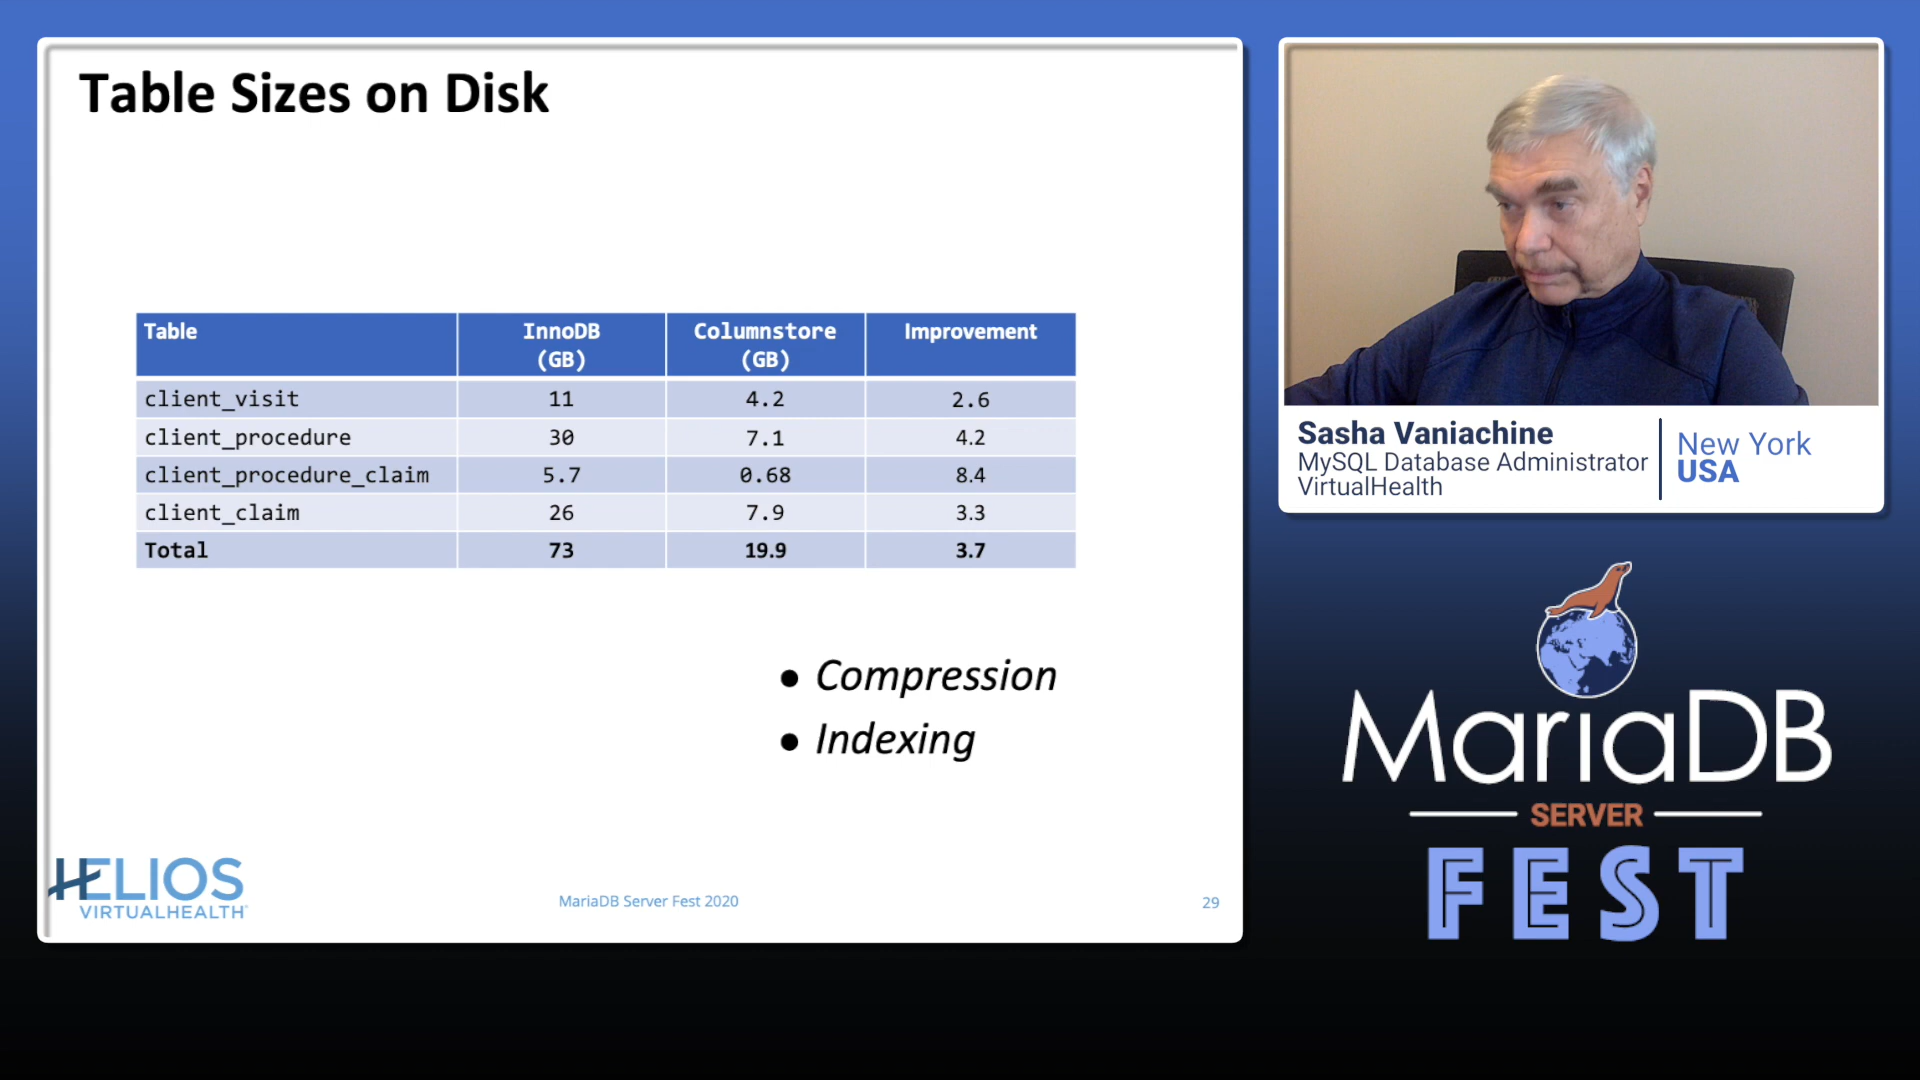 Table Sizes on Disk
Table InnoDB (GB) Columnstore (GB) Improvement
client_visit 11 4.2 2.6
client_procedure 30 7.1 4.2
client_procedure_claim 5.7 0.68 8.4
client_claim 26 7.9 3.3
Total 73 19.9 3.7
• Compression
• Indexing
HELIOS
VIRTUALHEALTH
MariaDB Server Fest 2020
29
Sasha Vaniachine
MySQL Database Administrator
VirtualHealth
New York
USA
MariaDB
SERVER
FEST